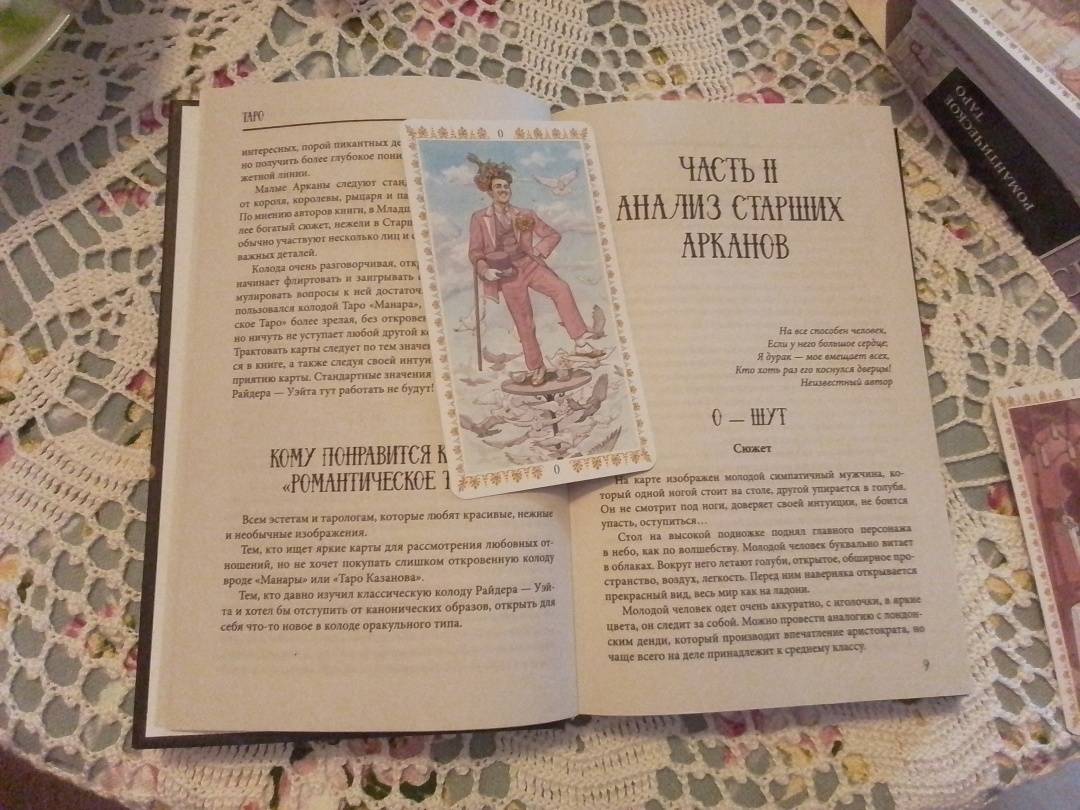 ТАРО
интересных, порой пикантных де
но получить более глубокое пони
жетной линии.
Малые Арканы следуют станд
от короля, королевы, рыцаря и па
По мнению авторов книги, в Младш
лее богатый сюжет, нежели в Старш
обычно участвуют несколько лиц и
важных деталей.
Колода очень разговорчивая, откр
начинает флиртовать и заигрывать
мулировать вопросы к ней достаточ
пользовался колодой Таро «Манара»,
ское Таро» более зрелая, без откровен
но ничуть не уступает любой другой к
Трактовать карты следует по тем значен
ся в книге, а также следуя своей интуи
приятию карты. Стандартные значения
Райдера — Уэйта тут работать не будут!
КОМУ ПОНРАВИТСЯ К
«РОМАНТИЧЕСКОЕ Т
Всем эстетам и тарологам, которые любят красивые, нежные
и необычные изображения.
Тем, кто ищет яркие карты для рассмотрения любовных от-
ношений, но не хочет покупать слишком откровенную колоду
вроде «Манары» или «Таро Казанова».
Тем, кто давно изучил классическую колоду Райдера — Уэй-
та и хотел бы отступить от канонических образов, открыть для
себя что-то новое в колоде оракульного типа.
0
0
ЧАСТЬ II
АНАЛИЗ СТАРШИХ
АРКАНОВ
На все способен человек,
Если у него большое сердце;
Я дурак — мое вмещает всех,
Кто хоть раз его коснулся дверцы!
Неизвестный автор
0 — ШУТ
Сюжет
На карте изображен молодой симпатичный мужчина, ко-
торый одной ногой стоит на столе, другой упирается в голубя.
Он не смотрит под ноги, доверяет своей интуиции, не боится
упасть, оступиться...
Стол на высокой подножке поднял главного персонажа
в небо, как по волшебству. Молодой человек буквально витает
в облаках. Вокруг него летают голуби, открытое, обширное про-
странство, воздух, легкость. Перед ним наверняка открывается
прекрасный вид, весь мир как на ладони.
Молодой человек одет очень аккуратно, с иголочки, в яркие
цвета, он следит за собой. Можно провести аналогию с лондон-
ским денди, который производит впечатление аристократа, но
чаще всего на деле принадлежит к среднему классу.
9
РОМАНТИЧЕСКОЕ
ТАРО